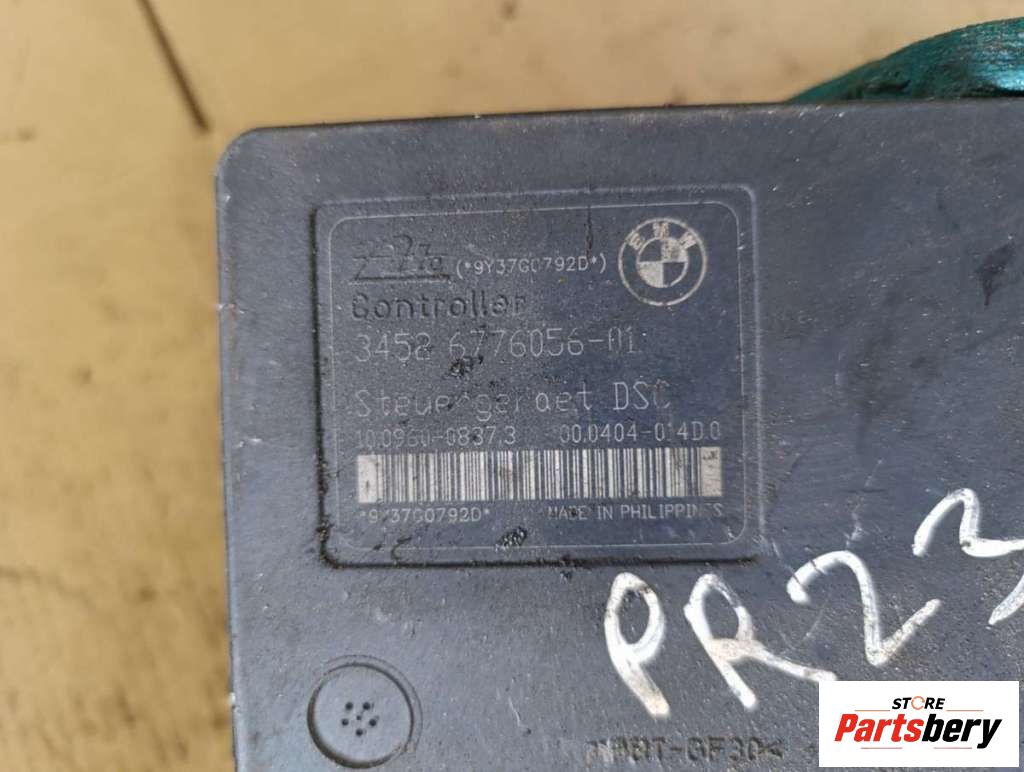 (*9Y37G0792D*)
BMW
Controller
3452 6776056-01
Steuergeraet DSC
10.0960-0837.3 00.0404-014D.0
*9Y37G0792D* MADE IN PHILIPPINES
PR23
STORE
Partsbery